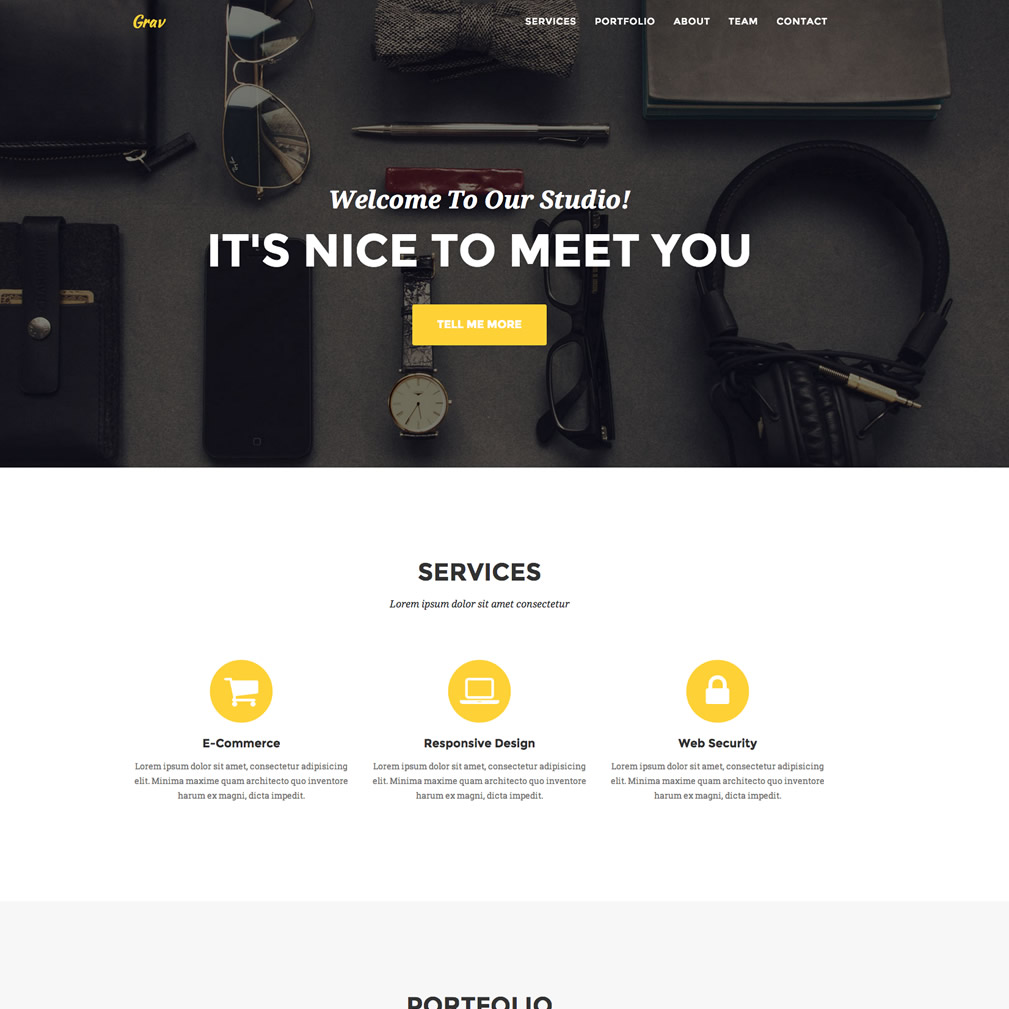 Grav
SERVICES PORTFOLIO ABOUT TEAM CONTACT
Welcome To Our Studio!
IT'S NICE TO MEET YOU
TELL ME MORE
SERVICES
Lorem ipsum dolor sit amet consectetur
E-Commerce
Lorem ipsum dolor sit amet, consectetur adipisicing
elit. Minima maxime quam architecto quo inventore
harum ex magni, dicta impedit.
Responsive Design
Lorem ipsum dolor sit amet, consectetur adipisicing
elit. Minima maxime quam architecto quo inventore
harum ex magni, dicta impedit.
Web Security
Lorem ipsum dolor sit amet, consectetur adipisicing
elit. Minima maxime quam architecto quo inventore
harum ex magni, dicta impedit.
PORTFOLIO